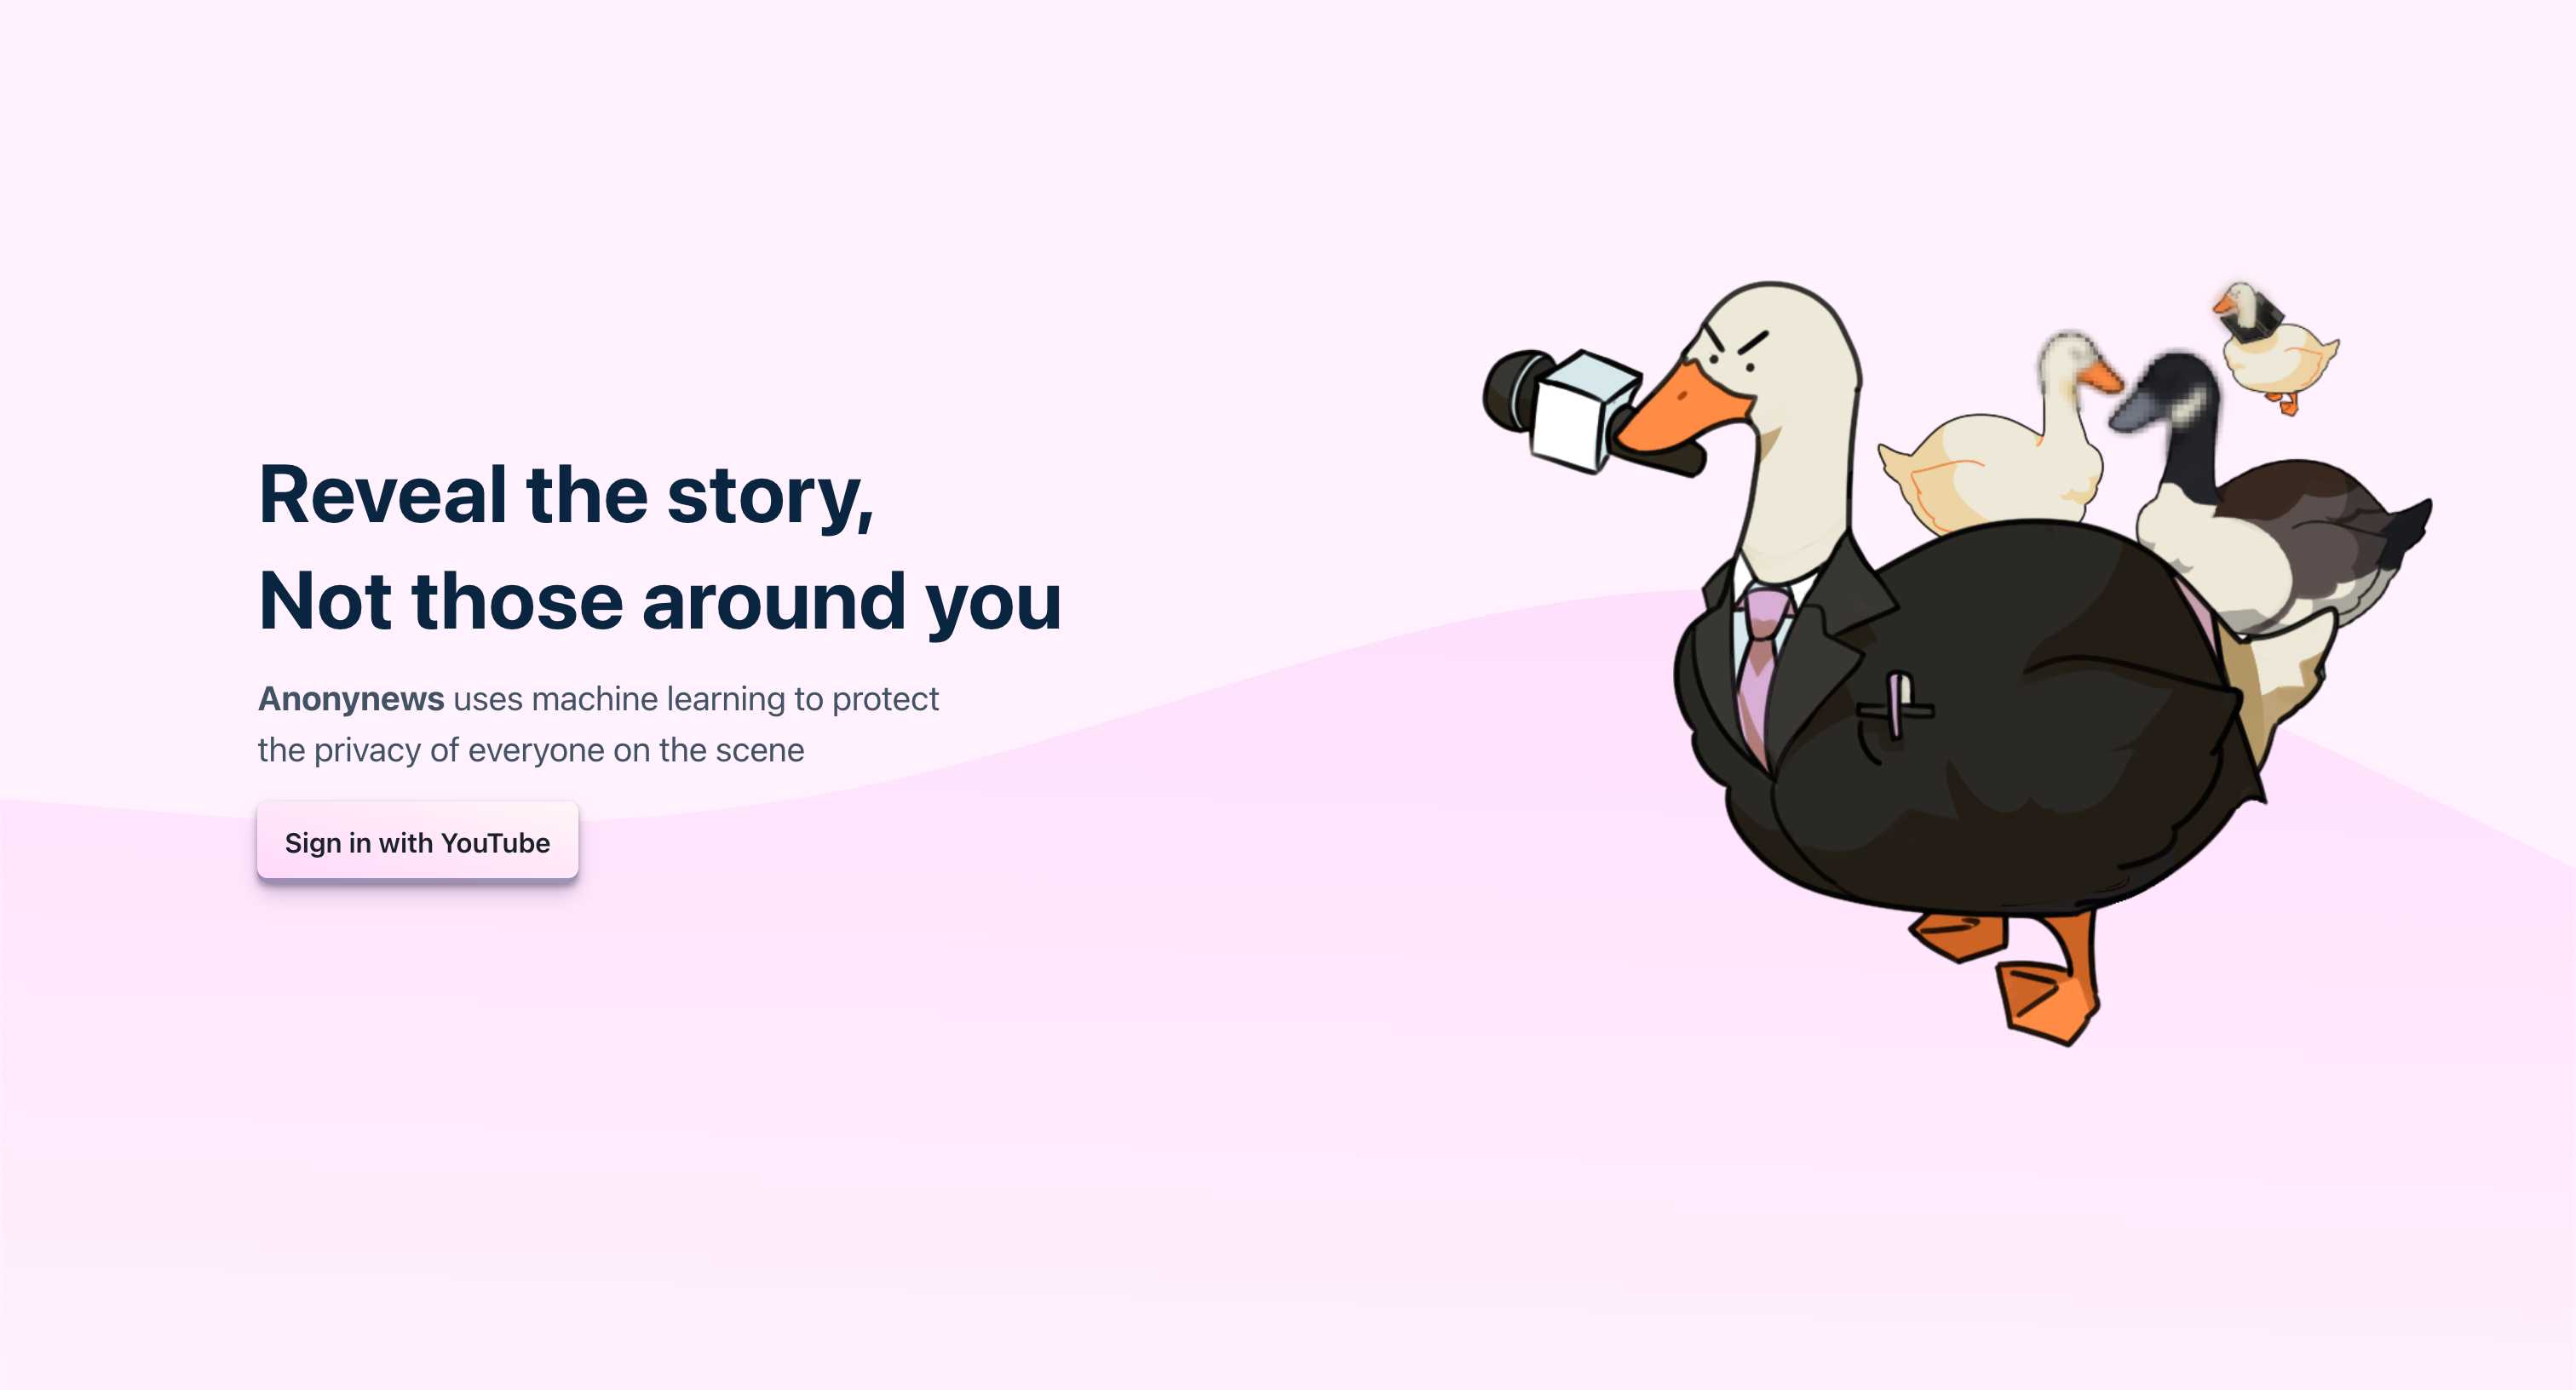 Reveal the story,
Not those around you
Anonynews uses machine learning to protect
the privacy of everyone on the scene
Sign in with YouTube